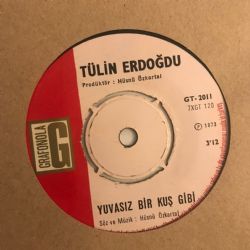 TÜLİN ERDOĞDU
Prodüktör : Hüsnü Özkartal
GT-2011
7XGT 120
P 1973
3'12
GRAFONOLA
G
YUVASIZ BİR KUŞ GİBİ
Söz ve Müzik : Hüsnü Özkartal